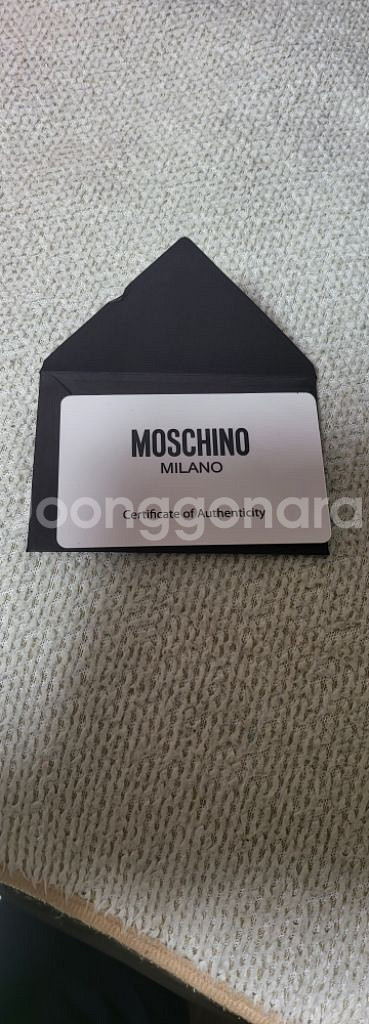 MOSCHINO
MILANO
Certificate of Authenticity
oonggonara